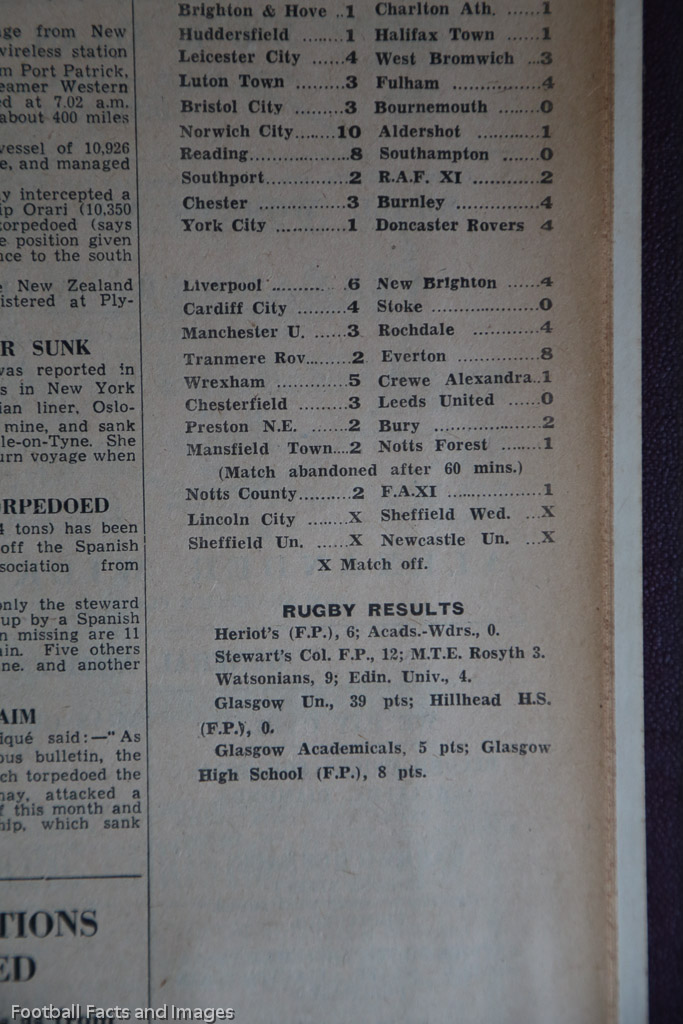 ge from New
wireless station
m Port Patrick,
eamer Western
ed at 7.02 a.m.
about 400 miles
vessel of 10,926
e, and managed
y intercepted a
ip Orari (10,350
torpedoed (says
e position given
nce to the south
e New Zealand
istered at Ply-
R SUNK
was reported in
s in New York
ian liner, Oslo-
mine, and sank
le-on-Tyne. She
urn voyage when
RPEDOED
4 tons) has been
off the Spanish
sociation from
only the steward
up by a Spanish
n missing are 11
ain. Five others
ne. and another
AIM
iqué said:—"As
ous bulletin, the
ch torpedoed the
nay, attacked a
f this month and
hip, which sank
TIONS
ED
Brighton & Hove ..1 Charlton Ath. ......1
Huddersfield .......1 Halifax Town ......1
Leicester City ......4 West Bromwich ...3
Luton Town ........3 Fulham ...............4
Bristol City .........3 Bournemouth ......0
Norwich City.......10 Aldershot ...........1
Reading...............8 Southampton .......0
Southport.............2 R.A.F. XI ............2
Chester ...............3 Burnley ..............4
York City ............1 Doncaster Rovers 4
Liverpool ......... .6 New Brighton ......4
Cardiff City ........4 Stoke ...................0
Manchester U. ......3 Rochdale ...........4
Tranmere Rov.......2 Everton ...............8
Wrexham ............5 Crewe Alexandra..1
Chesterfield .........3 Leeds United ......0
Preston N.E. .......2 Bury ....................2
Mansfield Town....2 Notts Forest ........1
(Match abandoned after 60 mins.)
Notts County.........2 F.A.XI .................1
Lincoln City .......X Sheffield Wed. ...X
Sheffield Un. ......X Newcastle Un. ...X
X Match off.
RUGBY RESULTS
Heriot's (F.P.), 6; Acads.-Wdrs., 0.
Stewart's Col. F.P., 12; M.T.E. Rosyth 3.
Watsonians, 9; Edin. Univ., 4.
Glasgow Un., 39 pts; Hillhead H.S.
(F.P.), 0.
Glasgow Academicals, 5 pts; Glasgow
High School (F.P.), 8 pts.
Football Facts and Images